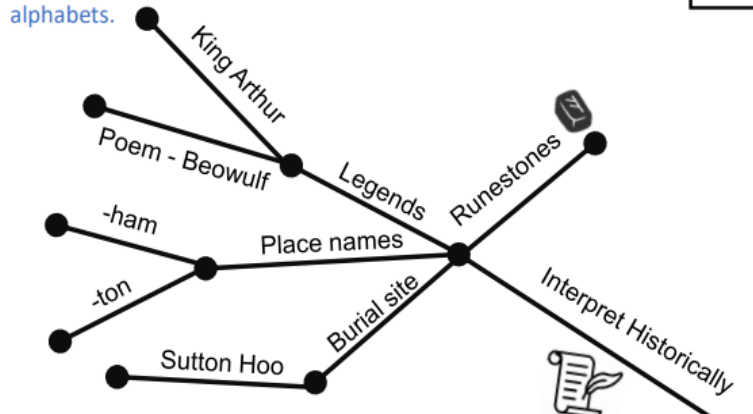 alphabets.
King Arthur
Poem - Beowulf
Legends
Runestones
-ham
Place names
-ton
Burial site
Interpret Historically
Sutton Hoo